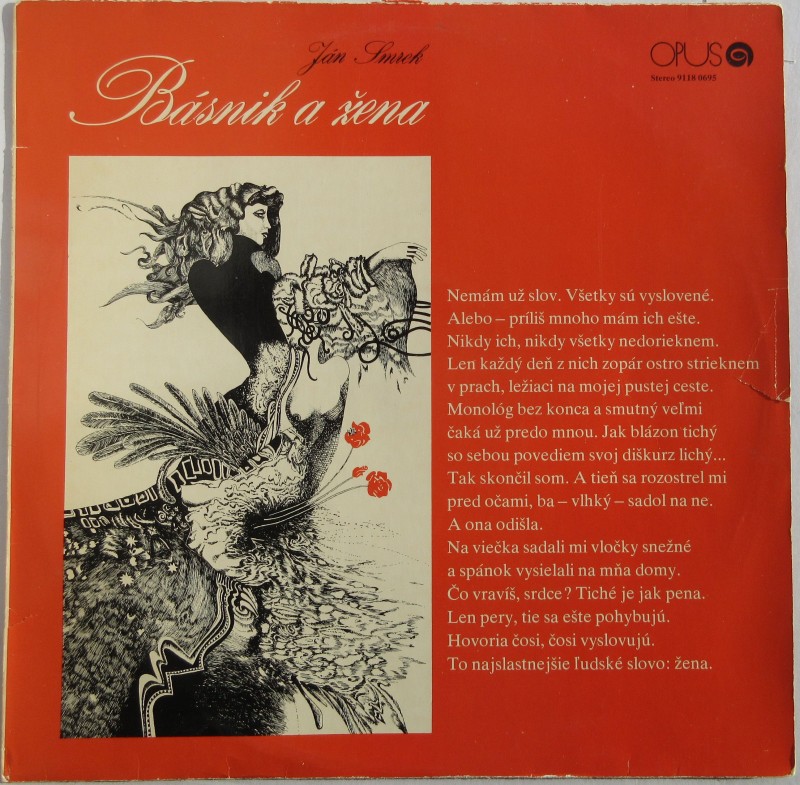 Ján Smrek
Básnik a žena
OPUS
Stereo 9118 0695
Nemám už slov. Všetky sú vyslovené.
Alebo – príliš mnoho mám ich ešte.
Nikdy ich, nikdy všetky nedorieknem.
Len každý deň z nich zopár ostro strieknem
v prach, ležiaci na mojej pustej ceste.
Monológ bez konca a smutný veľmi
čaká už predo mnou. Jak blázon tichý
so sebou povediem svoj diškurz lichý...
Tak skončil som. A tieň sa rozostrel mi
pred očami, ba – vlhký – sadol na ne.
A ona odišla.
Na viečka sadali mi vločky snežné
a spánok vysielali na mňa domy.
Čo vravíš, srdce? Tiché je jak pena.
Len pery, tie sa ešte pohybujú.
Hovoria čosi, čosi vyslovujú.
To najslastnejšie ľudské slovo: žena.